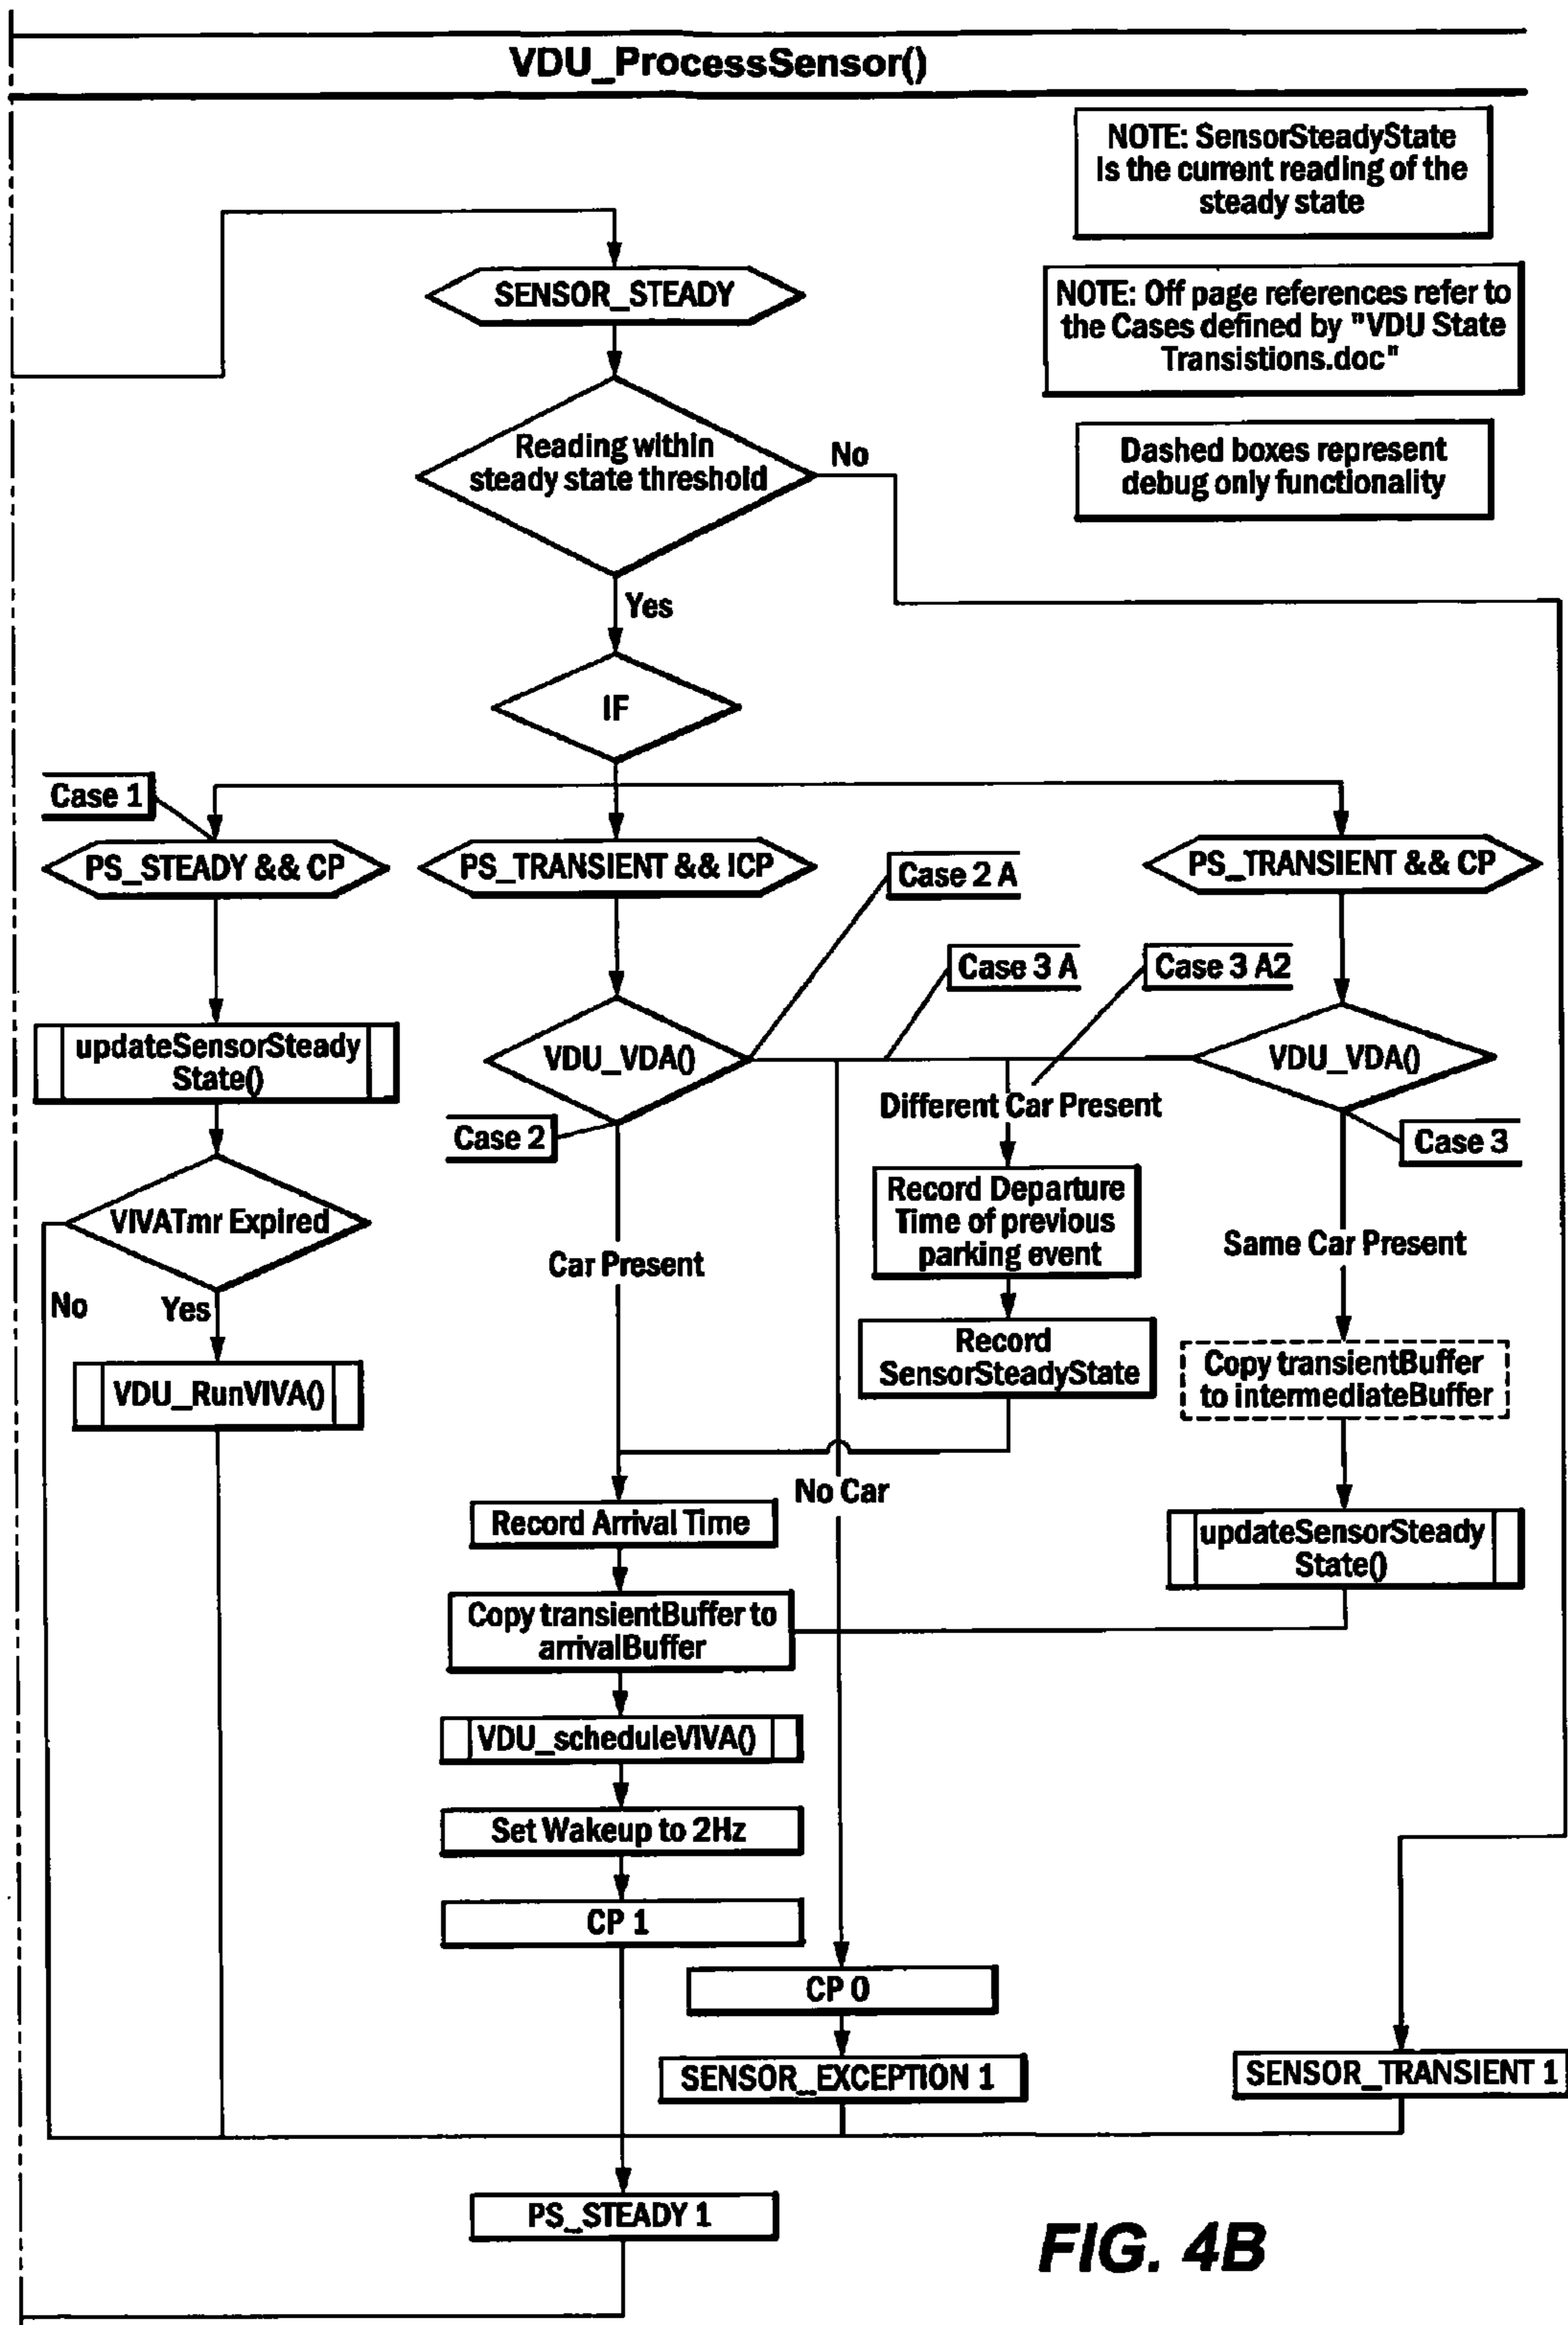 VDU_ProcessSensor()
NOTE: SensorSteadyState
Is the current reading of the
steady state
SENSOR_STEADY
NOTE: Off page references refer to
the Cases defined by "VDU State
Transistions.doc"
Reading within
steady state threshold
No
Dashed boxes represent
debug only functionality
Yes
IF
Case 1
PS_STEADY && CP
PS_TRANSIENT && ICP
Case 2 A
PS_TRANSIENT && CP
Case 3 A
Case 3 A2
updateSensorSteady
State()
VDU_VDA()
VDU_VDA()
Different Car Present
Case 2
Case 3
VIVATmr Expired
Record Departure
Time of previous
parking event
Car Present
Same Car Present
No
Yes
Record
SensorSteadyState
Copy transientBuffer
to intermediateBuffer
VDU_RunVIVA()
No Car
Record Arrival Time
updateSensorSteady
State()
Copy transientBuffer to
arrivalBuffer
VDU_scheduleVIVA()
Set Wakeup to 2Hz
CP 1
CP 0
SENSOR_EXCEPTION 1
SENSOR_TRANSIENT 1
PS_STEADY 1
FIG. 4B